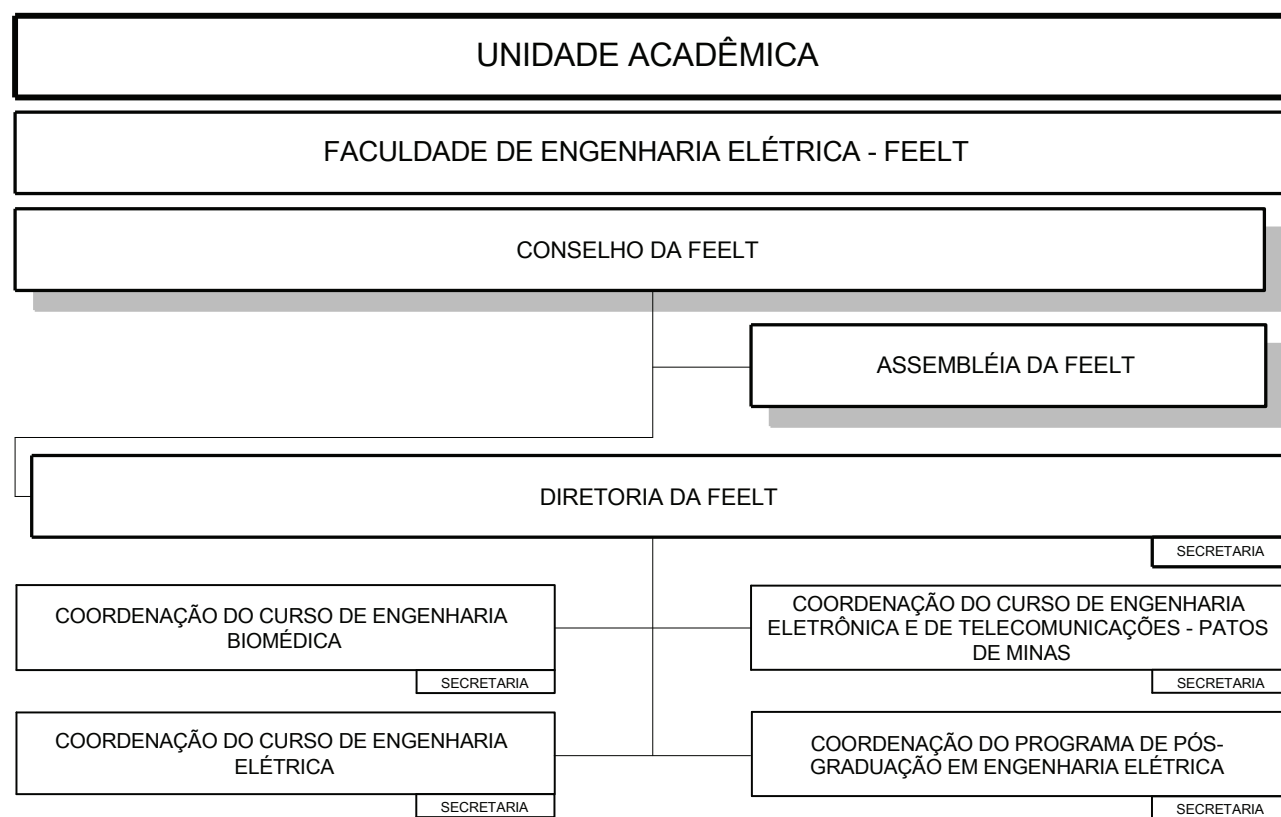 UNIDADE ACADÊMICA
FACULDADE DE ENGENHARIA ELÉTRICA - FEELT
CONSELHO DA FEELT
ASSEMBLÉIA DA FEELT
DIRETORIA DA FEELT
SECRETARIA
COORDENAÇÃO DO CURSO DE ENGENHARIA
BIOMÉDICA
SECRETARIA
COORDENAÇÃO DO CURSO DE ENGENHARIA
ELETRÔNICA E DE TELECOMUNICAÇÕES - PATOS
DE MINAS
SECRETARIA
COORDENAÇÃO DO CURSO DE ENGENHARIA
ELÉTRICA
SECRETARIA
COORDENAÇÃO DO PROGRAMA DE PÓS-
GRADUAÇÃO EM ENGENHARIA ELÉTRICA
SECRETARIA